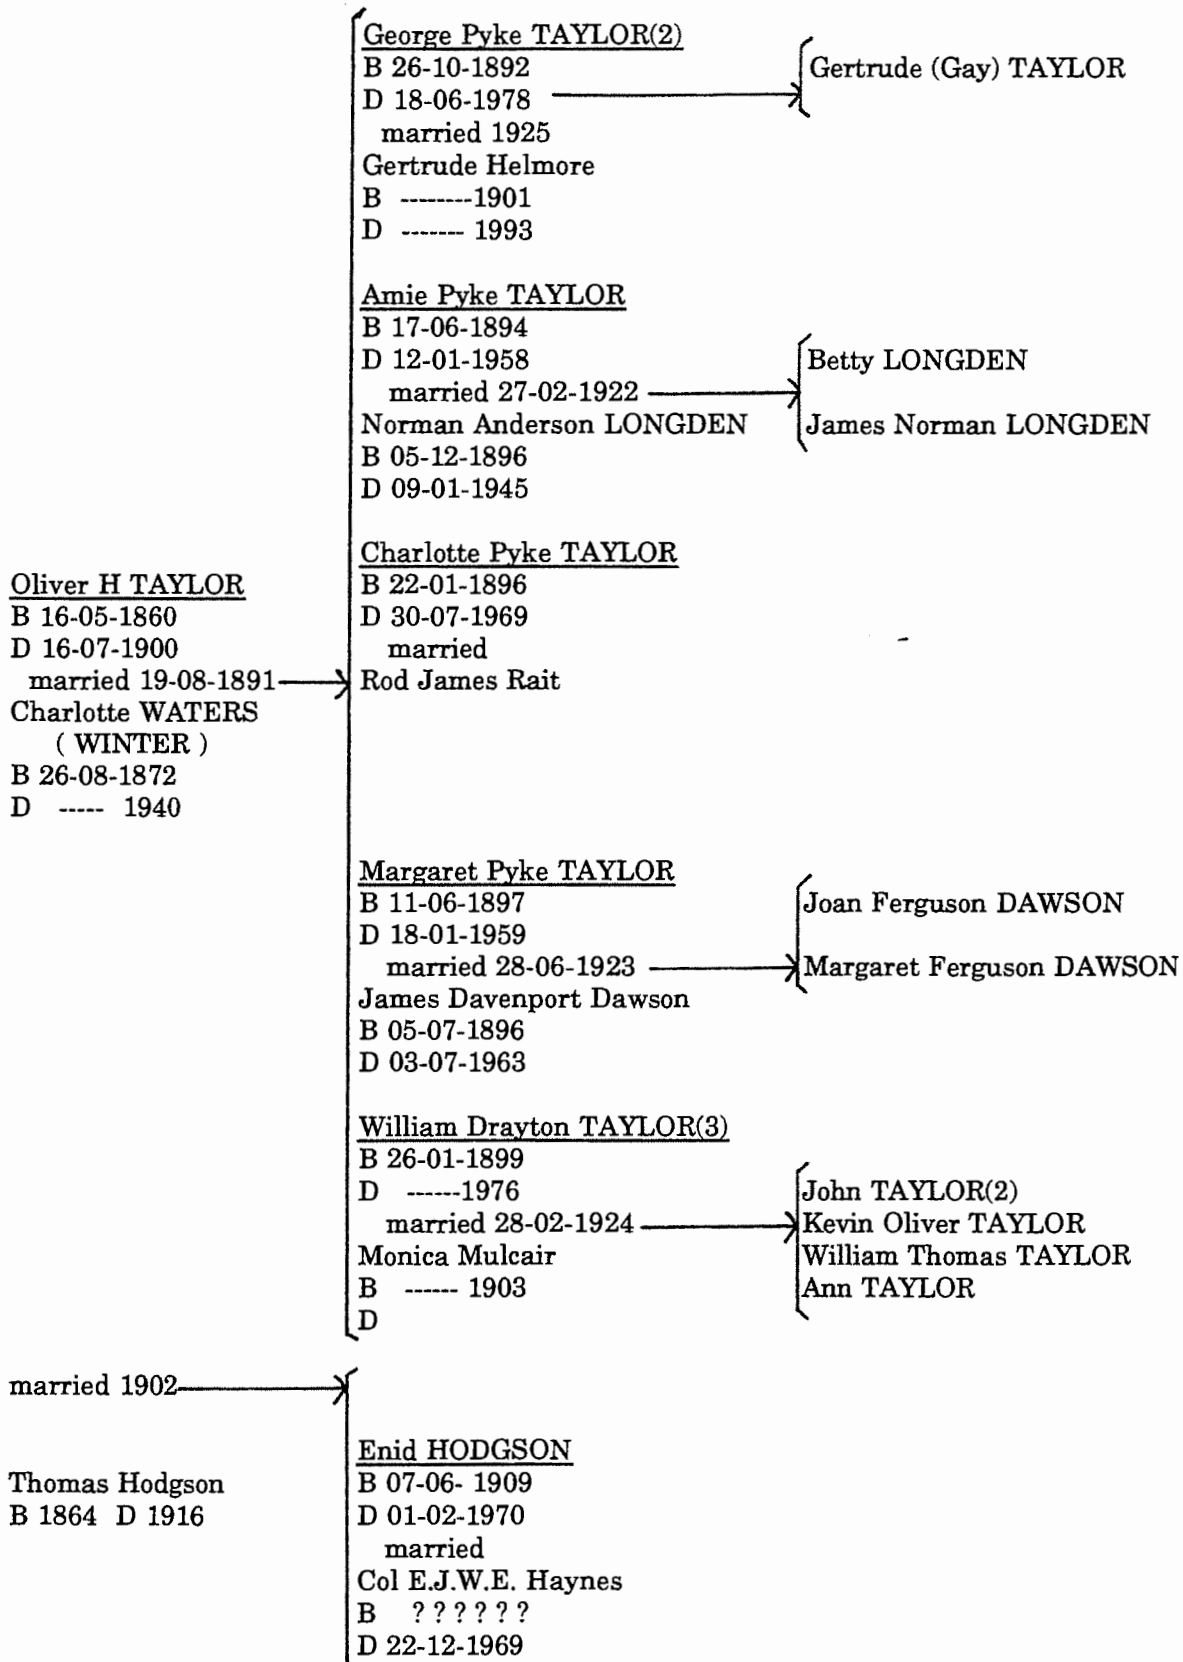 George Pyke TAYLOR(2)
B 26-10-1892
D 18-06-1978
married 1925
Gertrude Helmore
B --------1901
D ------- 1993
Gertrude (Gay) TAYLOR
Amie Pyke TAYLOR
B 17-06-1894
D 12-01-1958
married 27-02-1922
Norman Anderson LONGDEN
B 05-12-1896
D 09-01-1945
Betty LONGDEN
James Norman LONGDEN
Oliver H TAYLOR
B 16-05-1860
D 16-07-1900
married 19-08-1891
Charlotte WATERS
( WINTER )
B 26-08-1872
D ----- 1940
Charlotte Pyke TAYLOR
B 22-01-1896
D 30-07-1969
married
Rod James Rait
Margaret Pyke TAYLOR
B 11-06-1897
D 18-01-1959
married 28-06-1923
James Davenport Dawson
B 05-07-1896
D 03-07-1963
Joan Ferguson DAWSON
Margaret Ferguson DAWSON
William Drayton TAYLOR(3)
B 26-01-1899
D ------1976
married 28-02-1924
Monica Mulcair
B ------ 1903
D
John TAYLOR(2)
Kevin Oliver TAYLOR
William Thomas TAYLOR
Ann TAYLOR
married 1902
Thomas Hodgson
B 1864 D 1916
Enid HODGSON
B 07-06- 1909
D 01-02-1970
married
Col E.J.W.E. Haynes
B ? ? ? ? ? ?
D 22-12-1969